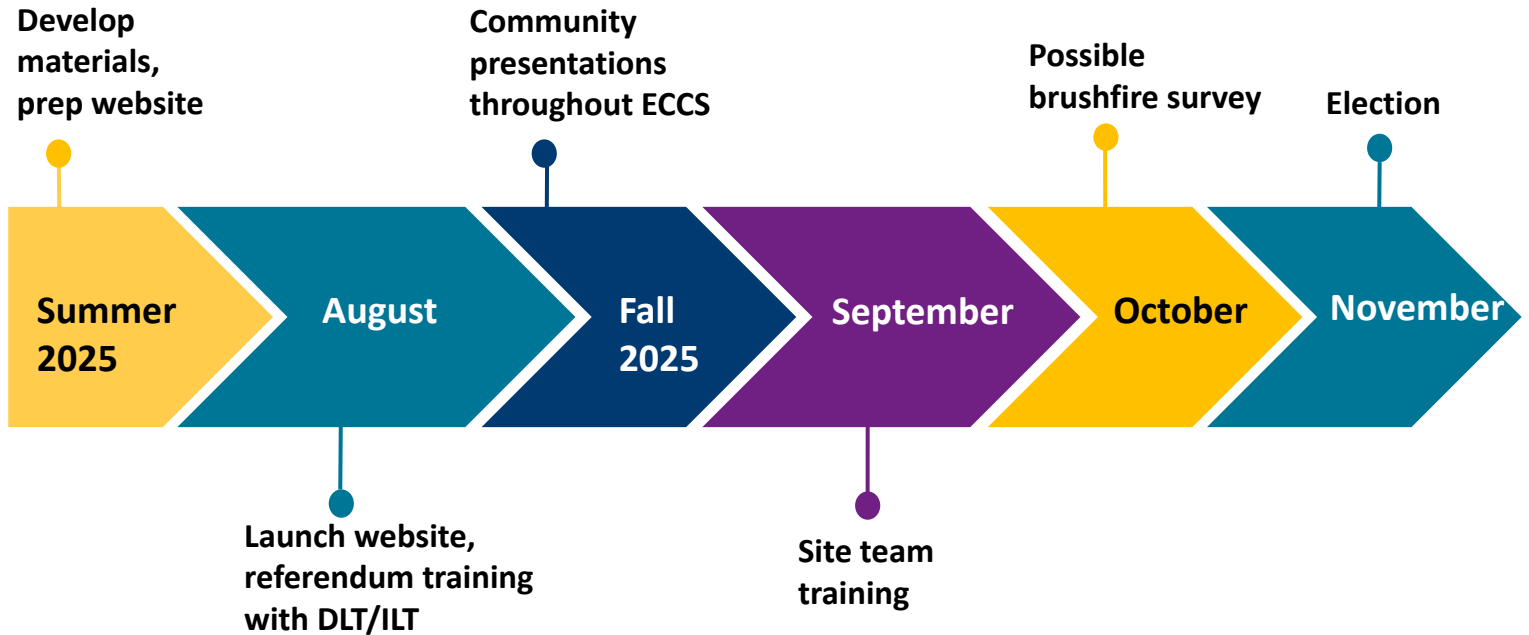 Develop
materials,
prep website
Community
presentations
throughout ECCS
Possible
brushfire survey
Election
Summer
2025
August
Fall
2025
September
October
November
Launch website,
referendum training
with DLT/ILT
Site team
training